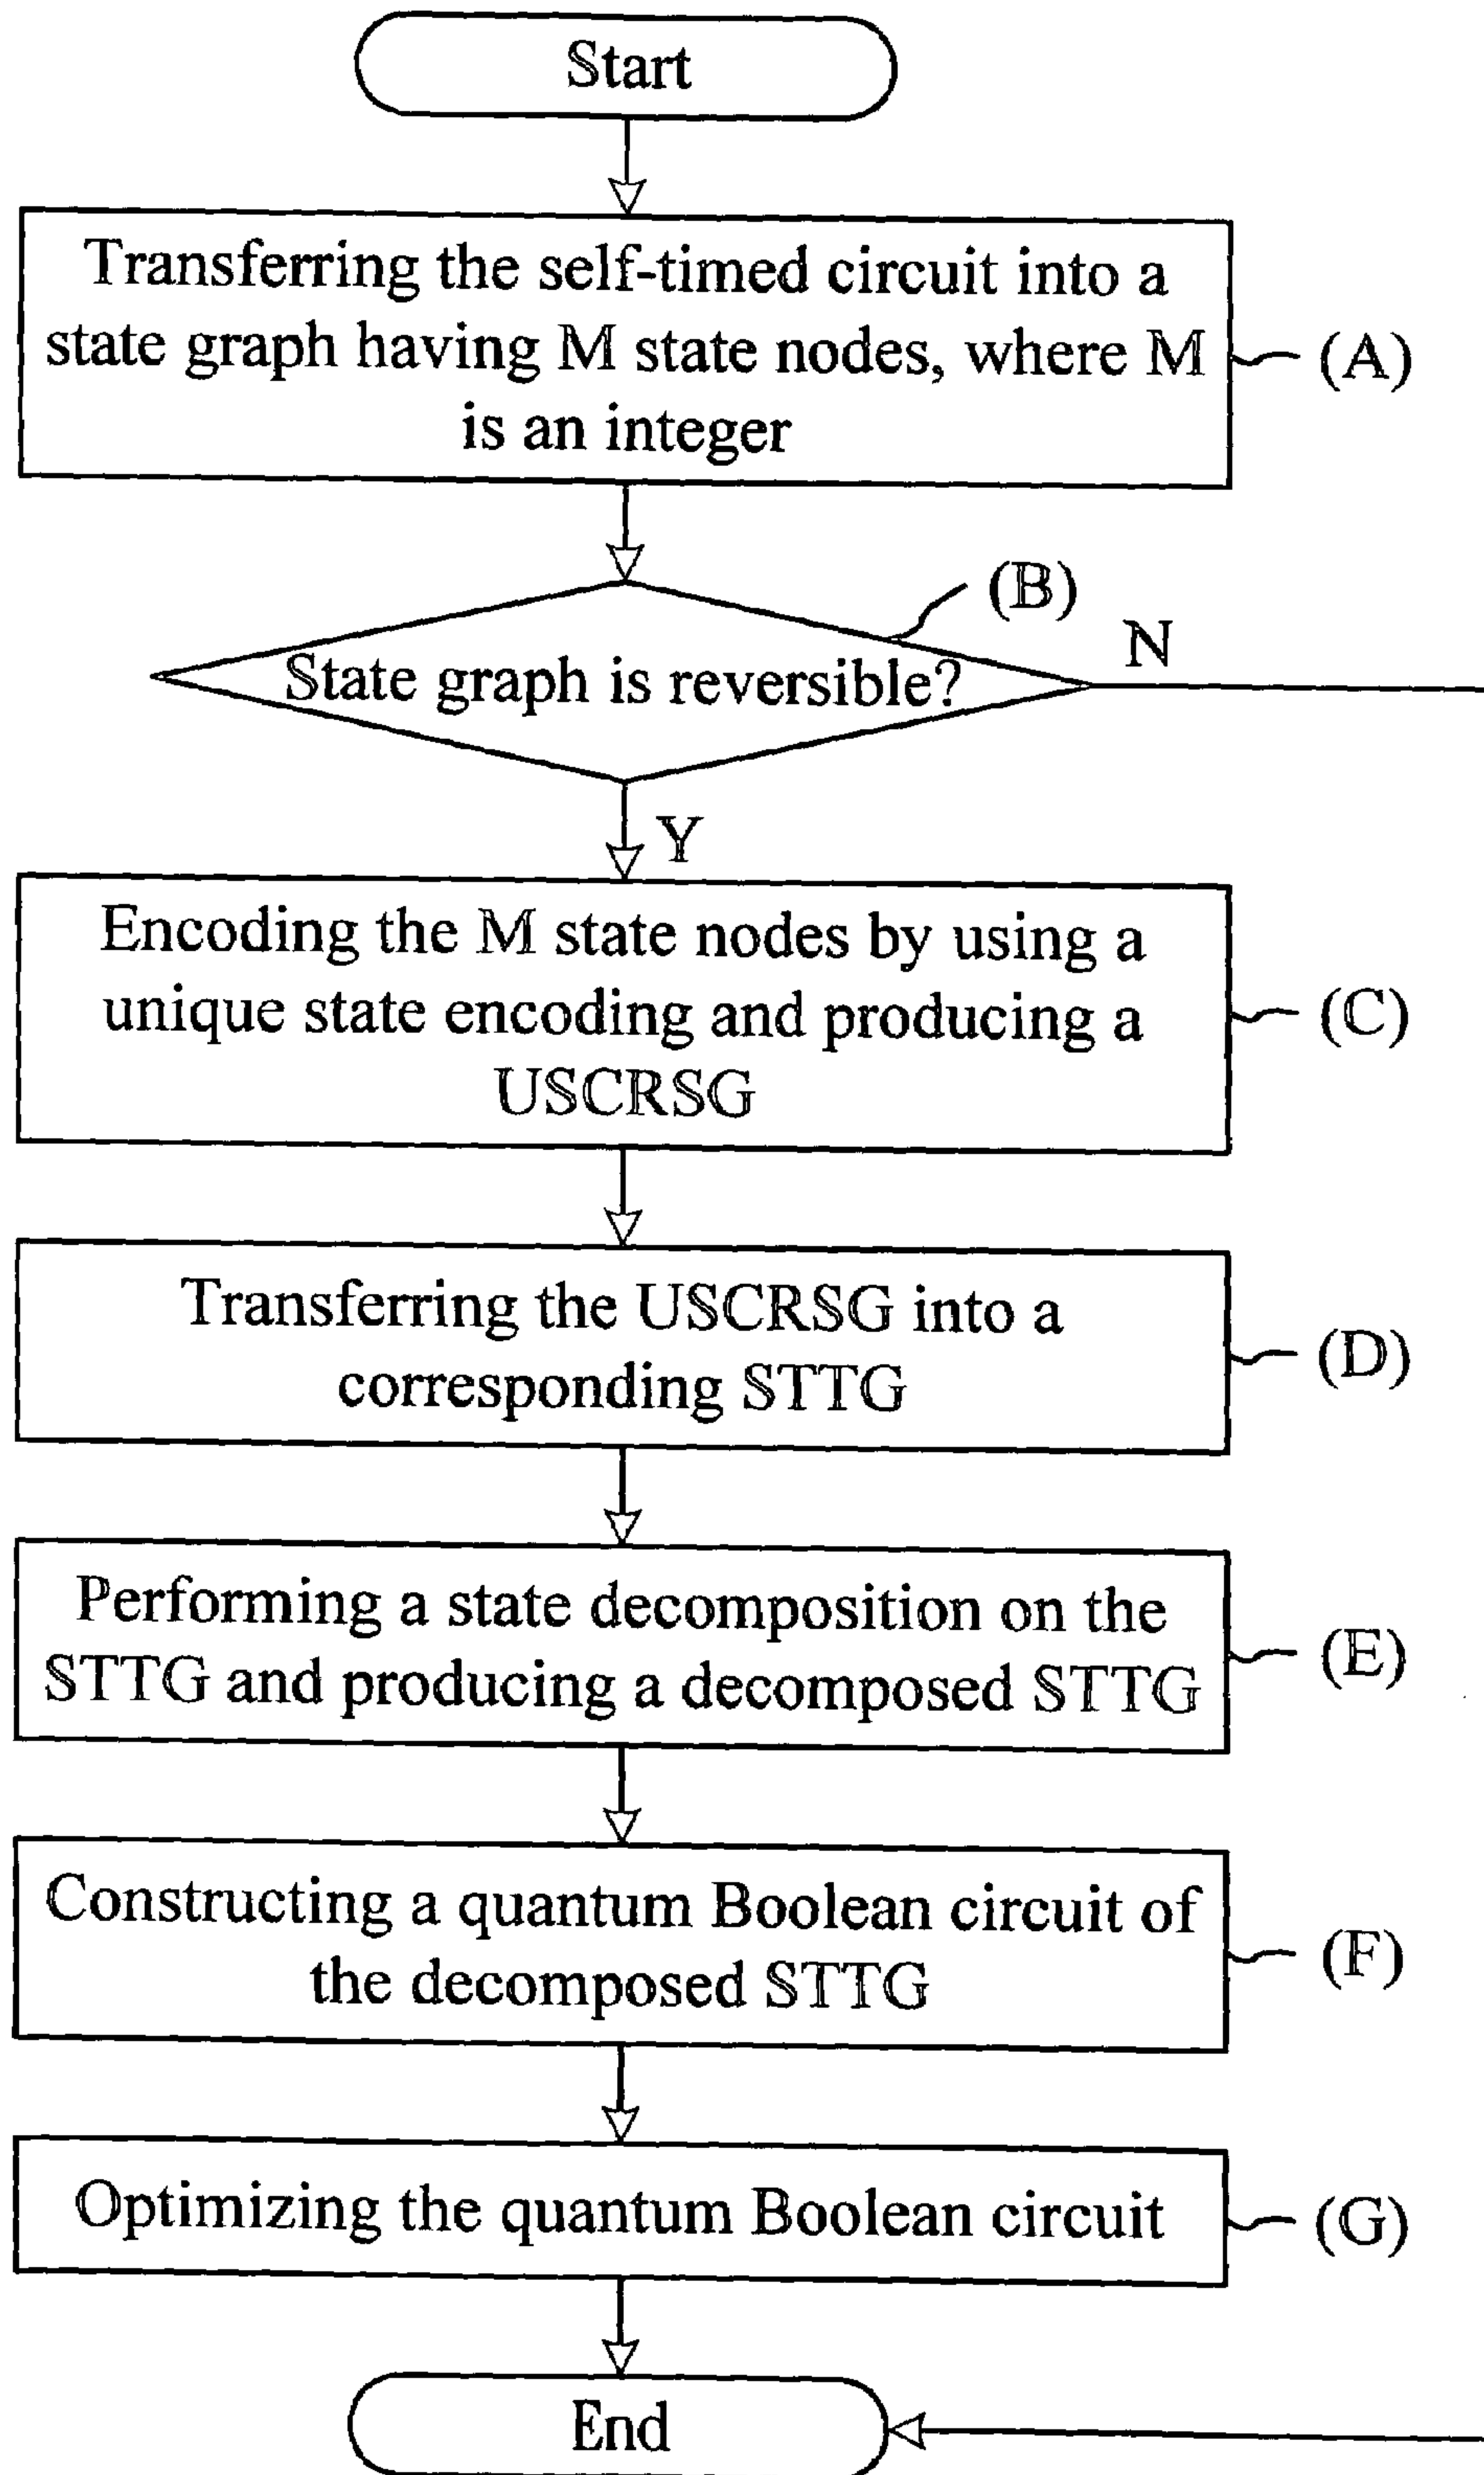 Start
Transferring the self-timed circuit into a
state graph having M state nodes, where M
is an integer
(A)
(B)
State graph is reversible?
N
Y
Encoding the M state nodes by using a
unique state encoding and producing a
USCRSG
(C)
Transferring the USCRSG into a
corresponding STTG
(D)
Performing a state decomposition on the
STTG and producing a decomposed STTG
(E)
Constructing a quantum Boolean circuit of
the decomposed STTG
(F)
Optimizing the quantum Boolean circuit
(G)
End